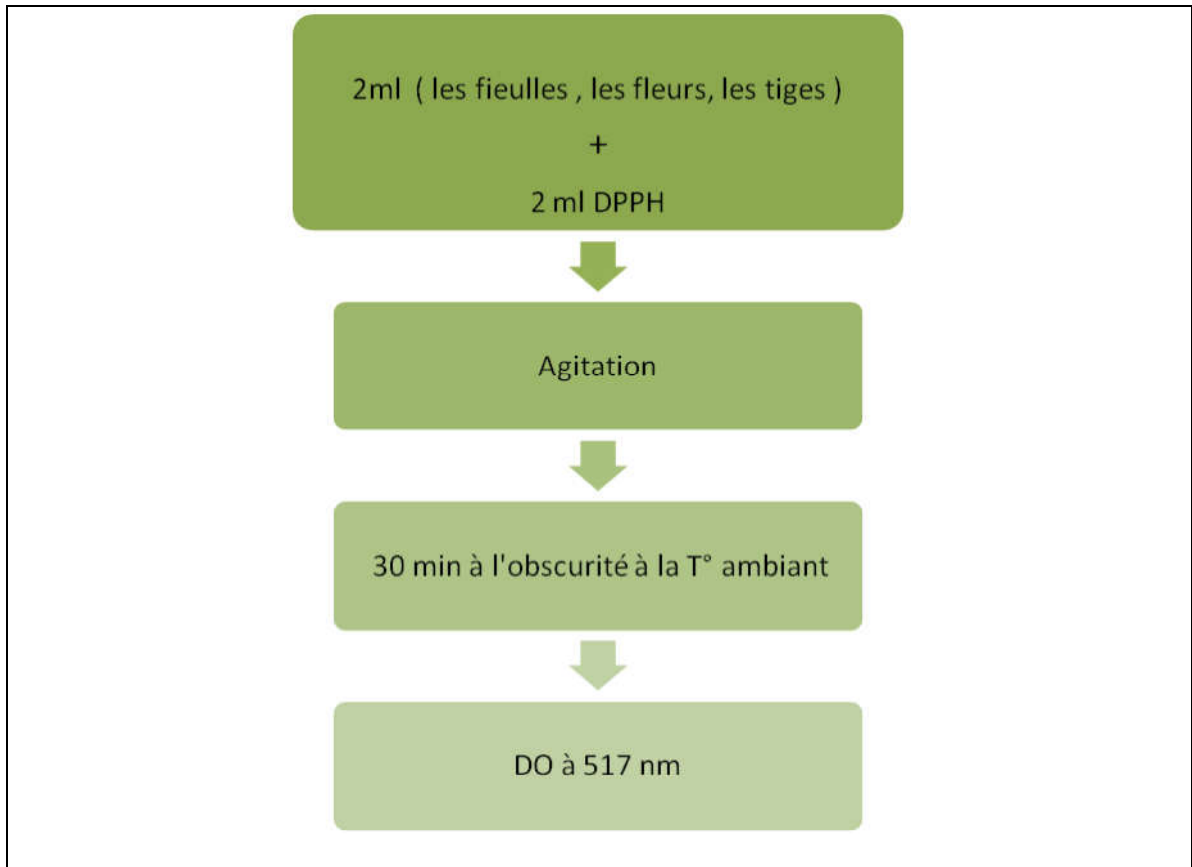 2ml ( les fieulles , les fleurs, les tiges )
+
2 ml DPPH
Agitation
30 min à l'obscurité à la T° ambiant
DO à 517 nm